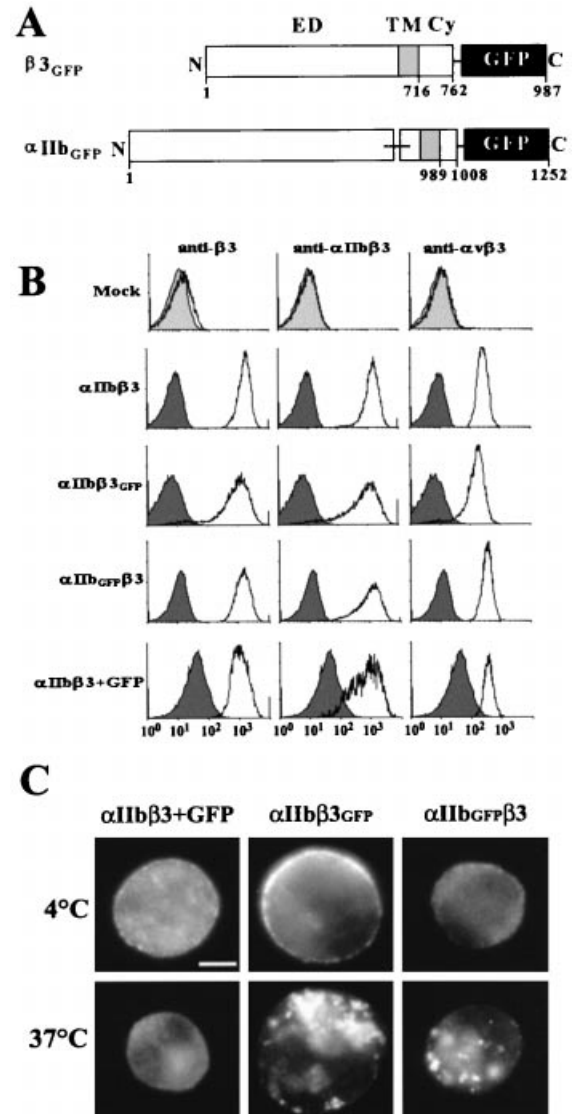 A
ED TM Cy
β3GFP N GFP C
1 716 762 987
αIIbGFP N GFP C
1 989 1008 1252
B
anti-β3 anti-αIIbβ3 anti-αvβ3
Mock
αIIbβ3
αIIbβ3GFP
αIIbGFPβ3
αIIbβ3+GFP
10⁰ 10¹ 10² 10³ 10⁰ 10¹ 10² 10³ 10⁰ 10¹ 10² 10³
C
αIIbβ3+GFP αIIbβ3GFP αIIbGFPβ3
4°C
37°C